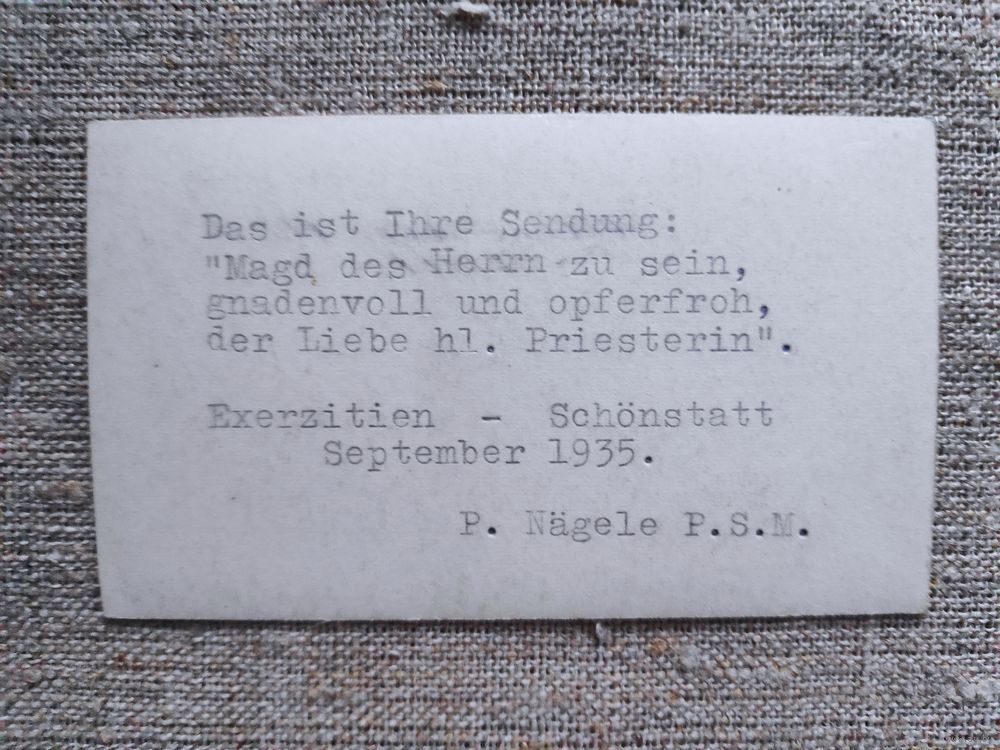 Das ist Ihre Sendung:
"Magd des Herrn zu sein,
gnadenvoll und opferfroh,
der Liebe hl. Priesterin".
Exerzitien - Schönstatt
September 1935.
P. Nägele P.S.M.